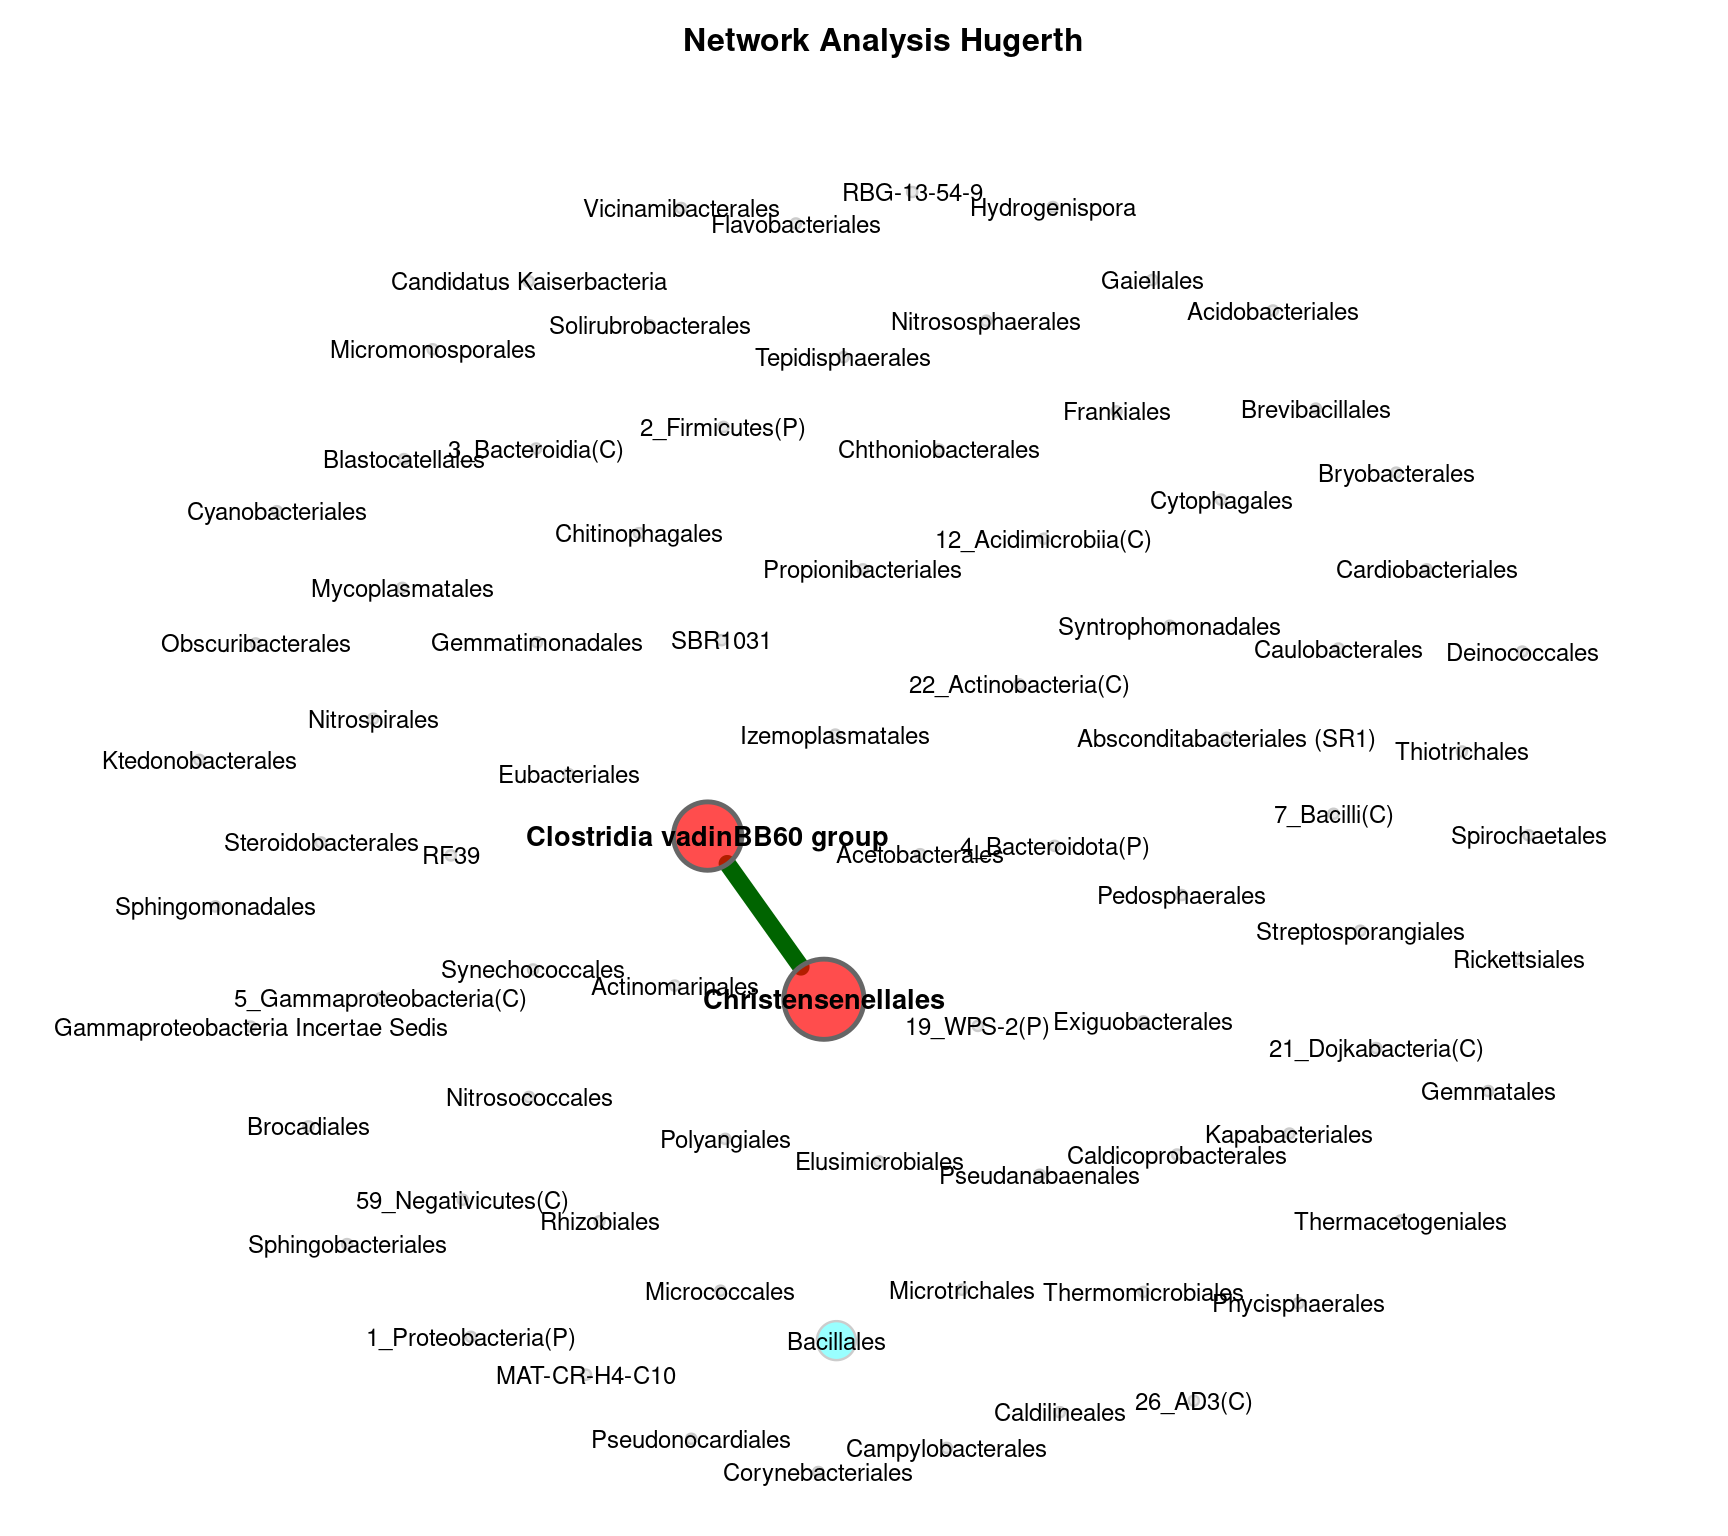 Network Analysis Hugerth
RBG-13-54-9
Vicinamibacterales
Hydrogenispora
Flavobacteriales
Candidatus Kaiserbacteria
Gaiellales
Acidobacteriales
Solirubrobacterales
Nitrososphaerales
Micromonosporales
Tepidisphaerales
Frankiales
Brevibacillales
2_Firmicutes(P)
3_Bacteroidia(C)
Chthoniobacterales
Blastocatellales
Bryobacterales
Cytophagales
Cyanobacteriales
Chitinophagales
12_Acidimicrobiia(C)
Propionibacteriales
Cardiobacteriales
Mycoplasmatales
Syntrophomonadales
Obscuribacterales
Gemmatimonadales
SBR1031
Caulobacterales
Deinococcales
22_Actinobacteria(C)
Nitrospirales
Izemoplasmatales
Absconditabacteriales (SR1)
Thiotrichales
Ktedonobacterales
Eubacteriales
7_Bacilli(C)
Clostridia vadinBB60 group
Spirochaetales
Steroidobacterales
RF39
Acetobacterales
4_Bacteroidota(P)
Pedosphaerales
Sphingomonadales
Streptosporangiales
Rickettsiales
Synechococcales
Actinomarinales
5_Gammaproteobacteria(C)
Christensenellales
Gammaproteobacteria Incertae Sedis
19_WPS-2(P)
Exiguobacterales
21_Dojkabacteria(C)
Gemmatales
Nitrosococcales
Brocadiales
Polyangiales
Kapabacteriales
Caldicoprobacterales
Elusimicrobiales
Pseudanabaenales
59_Negativicutes(C)
Rhizobiales
Thermacetogeniales
Sphingobacteriales
Micrococcales
Microtrichales
Thermomicrobiales
Phycisphaerales
1_Proteobacteria(P)
Bacillales
MAT-CR-H4-C10
26_AD3(C)
Caldilineales
Pseudonocardiales
Campylobacterales
Corynebacteriales